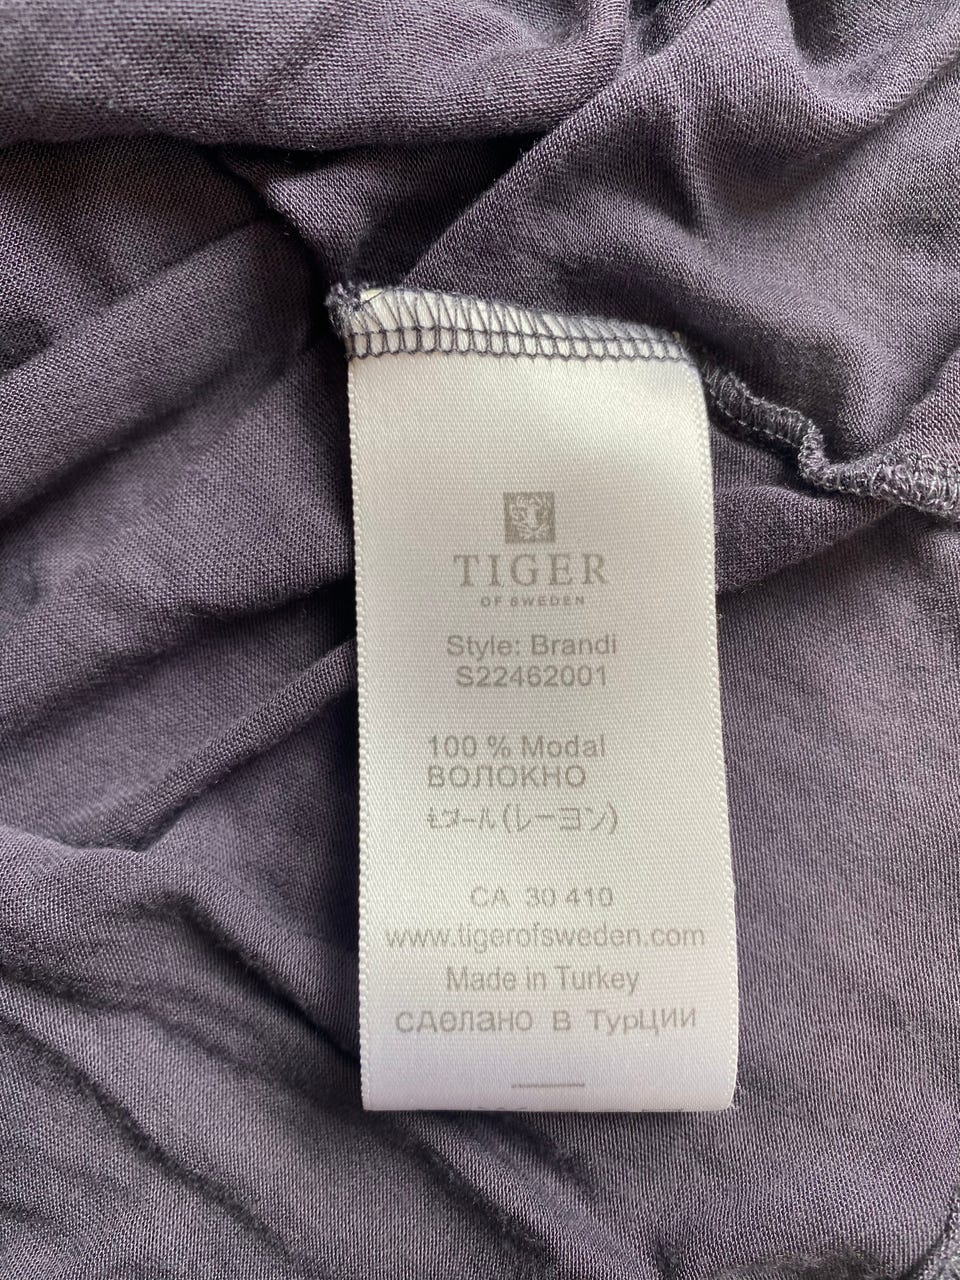 TIGER
OF SWEDEN
Style: Brandi
S22462001
100 % Modal
ВОЛОКНО
モダール(レーヨン)
CA 30 410
www.tigerofsweden.com
Made in Turkey
сделано в Турции